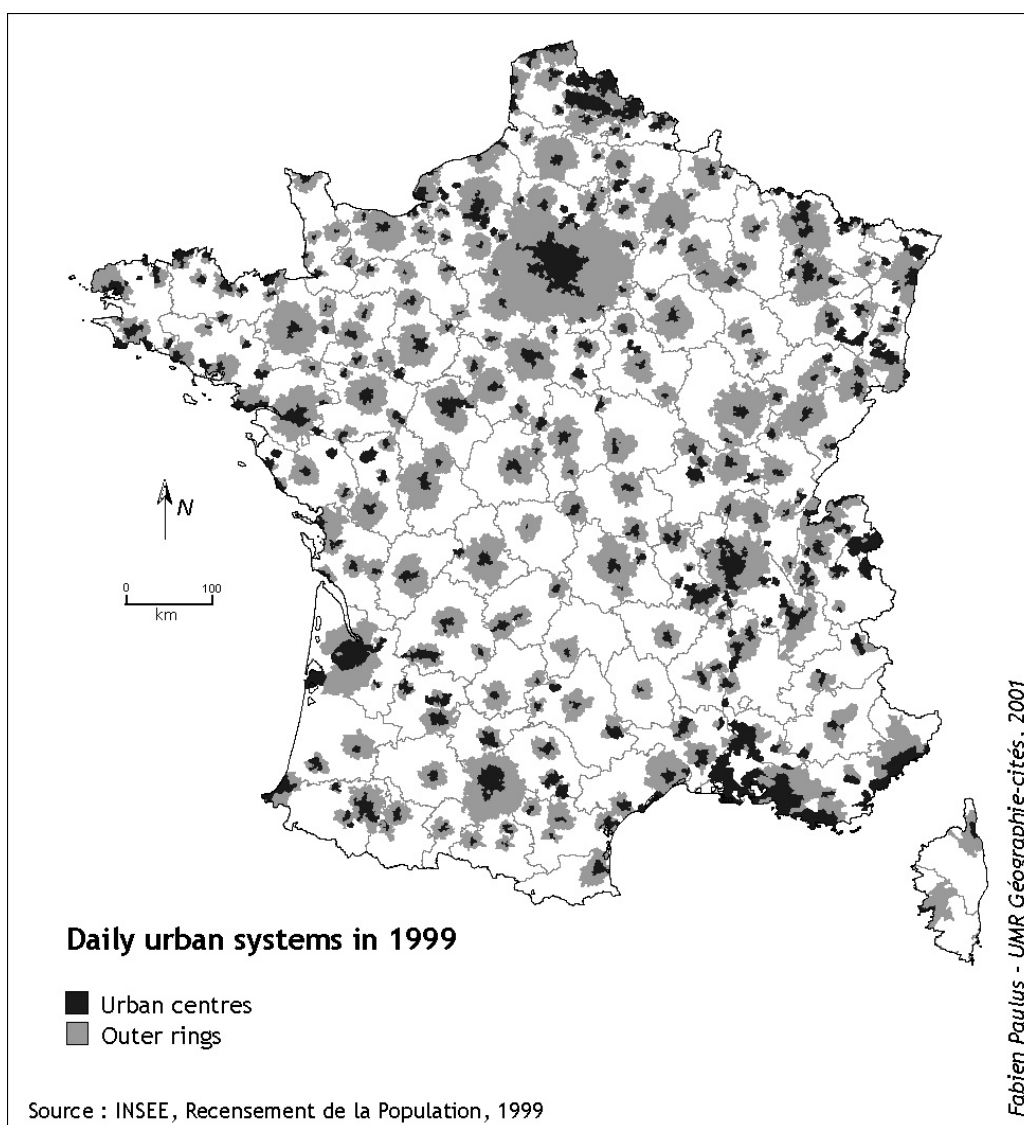 N
0 100
km
Daily urban systems in 1999
Urban centres
Outer rings
Source : INSEE, Recensement de la Population, 1999
Fabien Paulus - UMR Géographie-cités, 2001